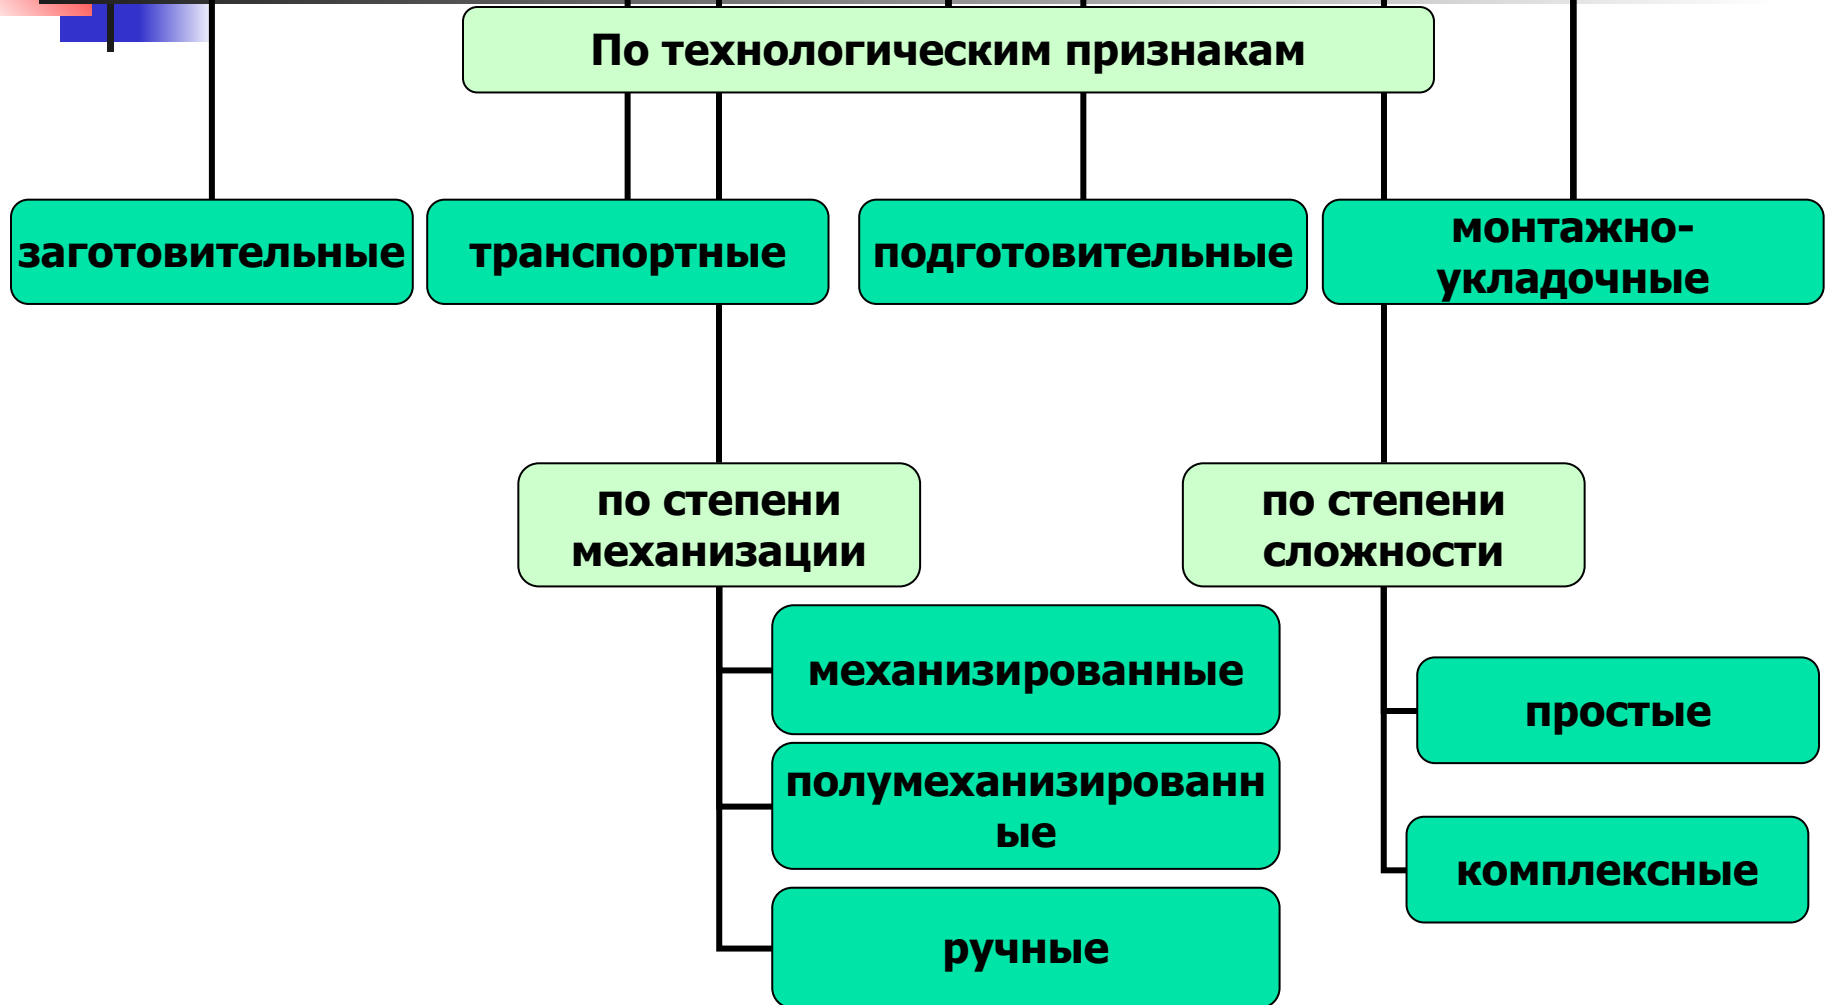 По технологическим признакам
заготовительные
транспортные
подготовительные
монтажно-
укладочные
по степени
механизации
по степени
сложности
механизированные
полумеханизированн
ые
ручные
простые
комплексные